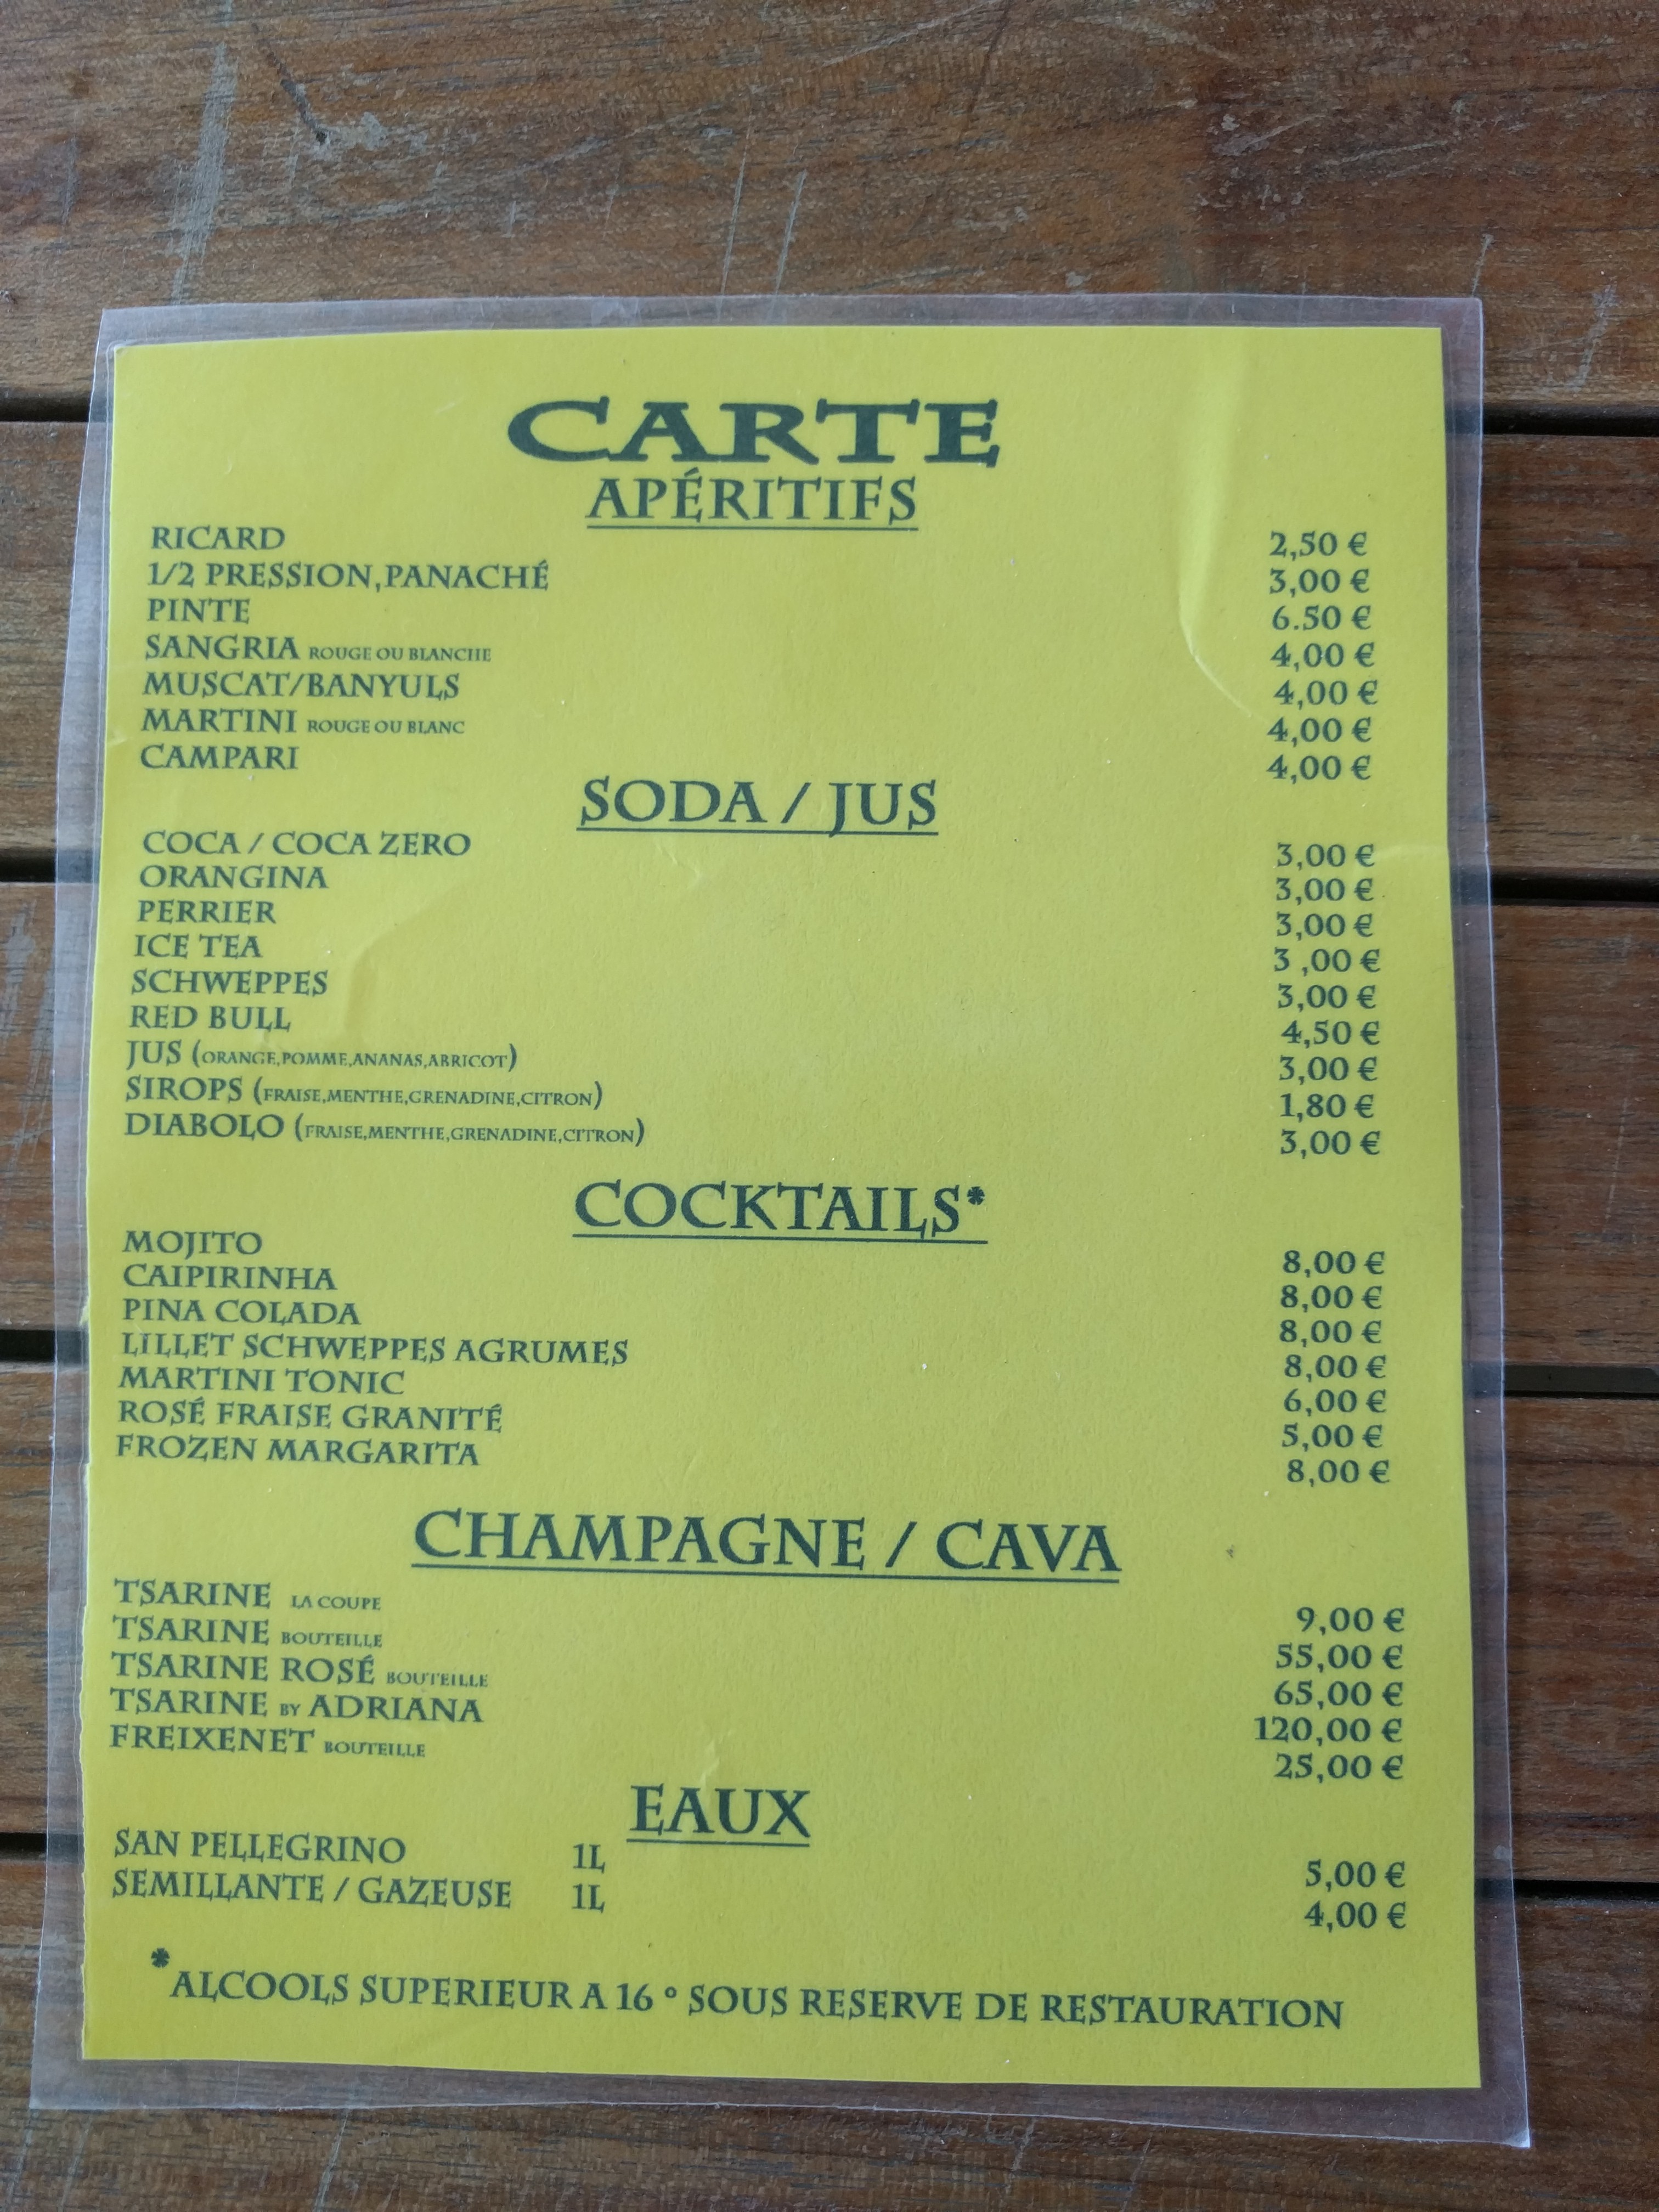 CARTE
APÉRITIFS
RICARD 2,50 €
1/2 PRESSION,PANACHÉ 3,00 €
PINTE 6.50 €
SANGRIA ROUGE OU BLANCHE 4,00 €
MUSCAT/BANYULS 4,00 €
MARTINI ROUGE OU BLANC 4,00 €
CAMPARI 4,00 €
SODA / JUS
COCA / COCA ZERO 3,00 €
ORANGINA 3,00 €
PERRIER 3,00 €
ICE TEA 3 ,00 €
SCHWEPPES 3,00 €
RED BULL 4,50 €
JUS (ORANGE,POMME,ANANAS,ABRICOT) 3,00 €
SIROPS (FRAISE,MENTHE,GRENADINE,CITRON) 1,80 €
DIABOLO (FRAISE,MENTHE,GRENADINE,CITRON) 3,00 €
COCKTAILS*
MOJITO 8,00 €
CAIPIRINHA 8,00 €
PINA COLADA 8,00 €
LILLET SCHWEPPES AGRUMES 8,00 €
MARTINI TONIC 6,00 €
ROSÉ FRAISE GRANITÉ 5,00 €
FROZEN MARGARITA 8,00 €
CHAMPAGNE / CAVA
TSARINE LA COUPE 9,00 €
TSARINE BOUTEILLE 55,00 €
TSARINE ROSÉ BOUTEILLE 65,00 €
TSARINE BY ADRIANA 120,00 €
FREIXENET BOUTEILLE 25,00 €
EAUX
SAN PELLEGRINO 1L 5,00 €
SEMILLANTE / GAZEUSE 1L 4,00 €
*ALCOOLS SUPERIEUR A 16 ° SOUS RESERVE DE RESTAURATION